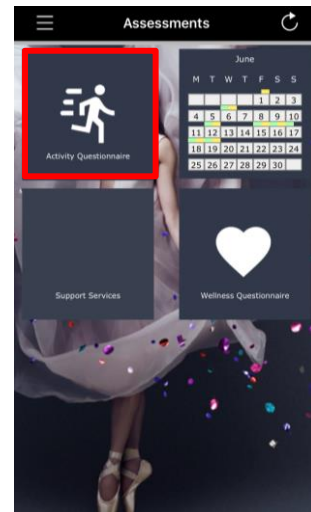 Assessments
Activity Questionnaire
June
M T W T F S S
1 2 3
4 5 6 7 8 9 10
11 12 13 14 15 16 17
18 19 20 21 22 23 24
25 26 27 28 29 30
Support Services
Wellness Questionnaire